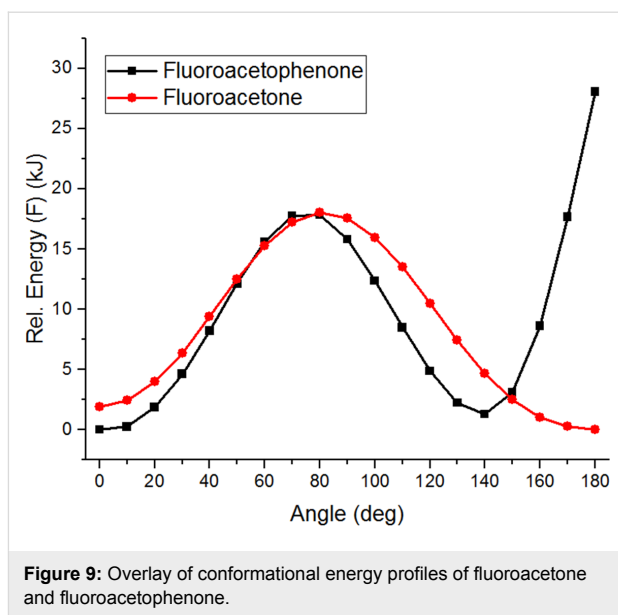 Fluoroacetophenone
Fluoroacetone
Rel. Energy (F) (kJ)
30
25
20
15
10
5
0
0 20 40 60 80 100 120 140 160 180
Angle (deg)
Figure 9: Overlay of conformational energy profiles of fluoroacetone
and fluoroacetophenone.